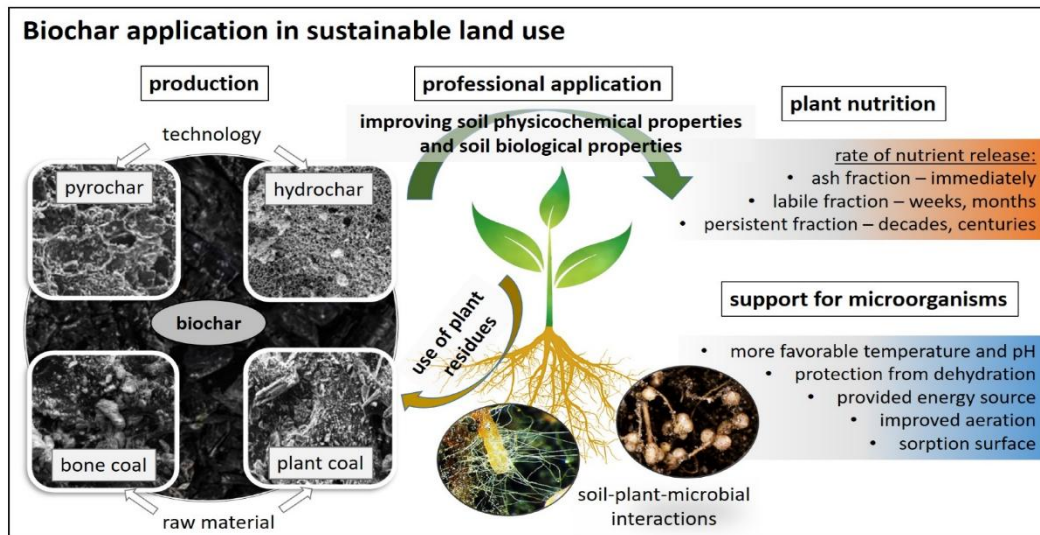 Biochar application in sustainable land use
production
technology
pyrochar
hydrochar
biochar
bone coal
plant coal
raw material
professional application
improving soil physicochemical properties
and soil biological properties
use of plant
residues
soil-plant-microbial
interactions
plant nutrition
rate of nutrient release:
• ash fraction – immediately
• labile fraction – weeks, months
• persistent fraction – decades, centuries
support for microorganisms
• more favorable temperature and pH
• protection from dehydration
• provided energy source
• improved aeration
• sorption surface